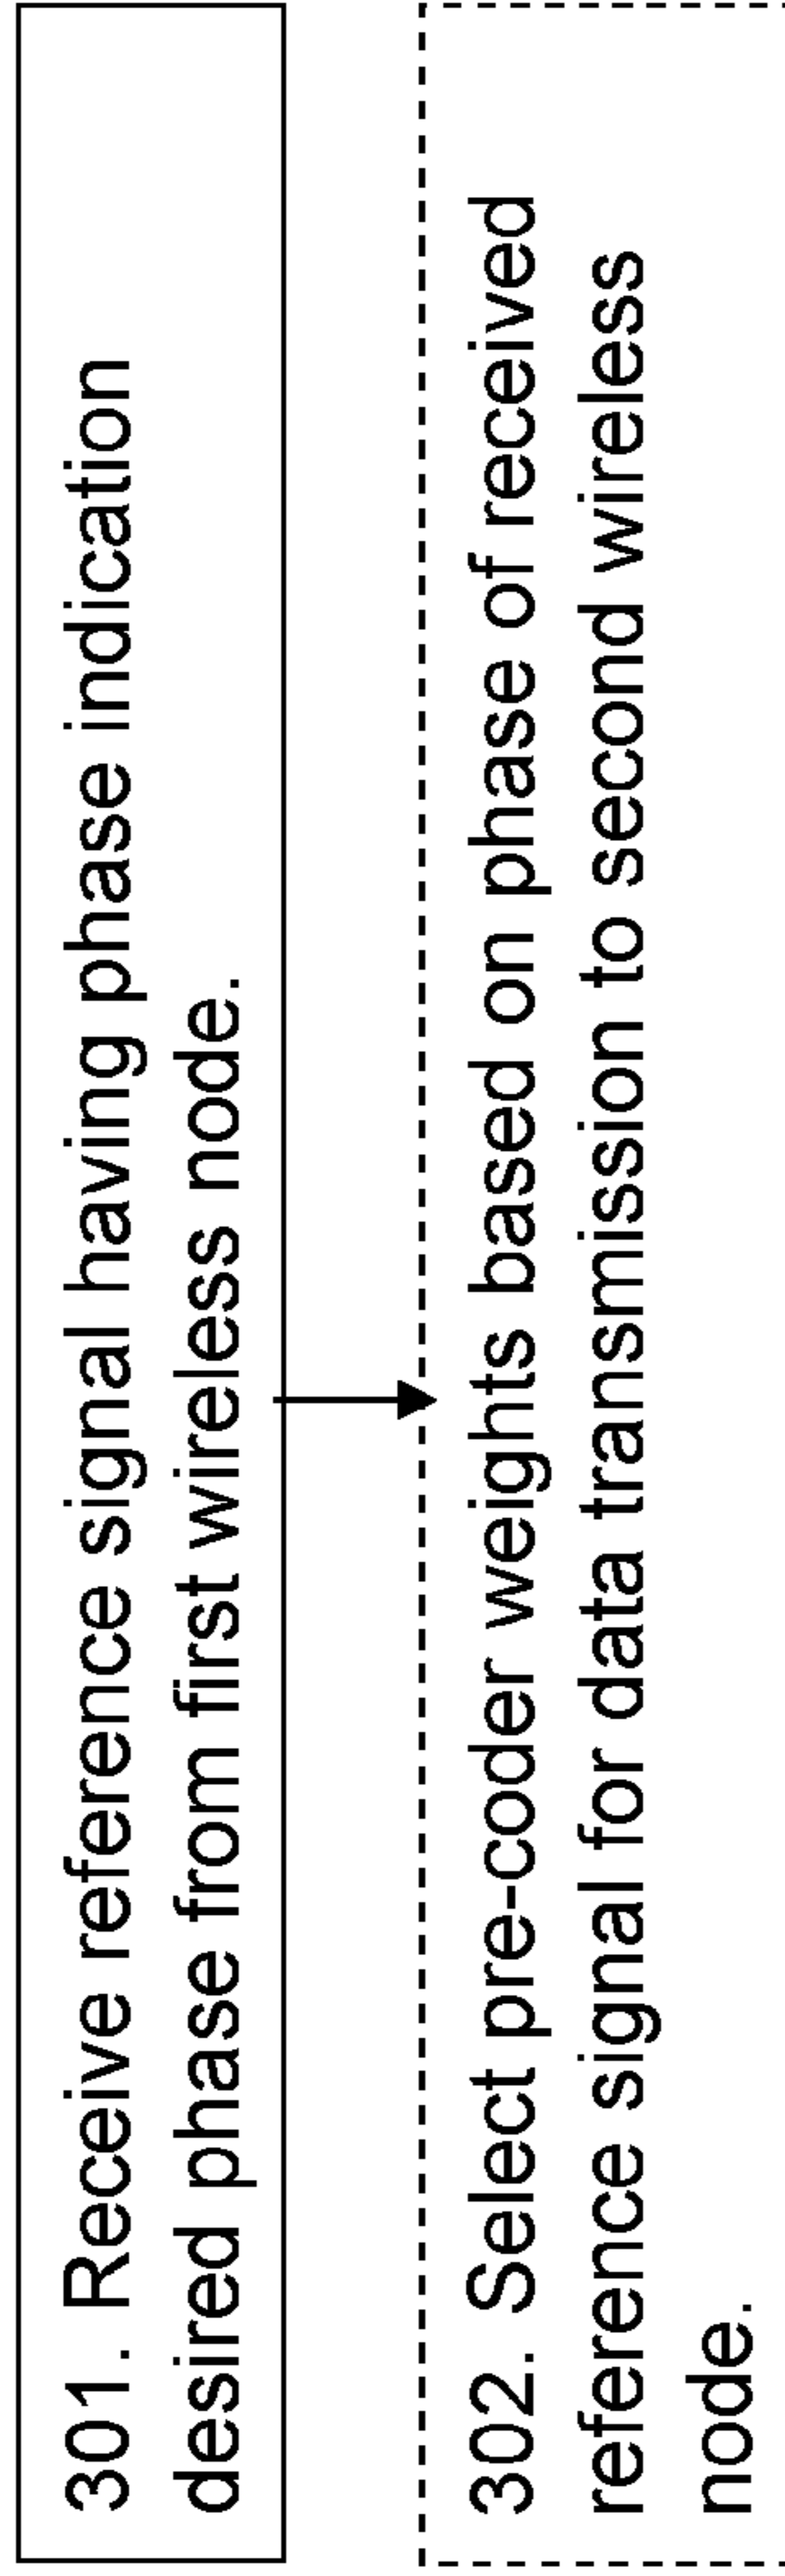 301. Receive reference signal having phase indication
desired phase from first wireless node.
302. Select pre-coder weights based on phase of received
reference signal for data transmission to second wireless
node.